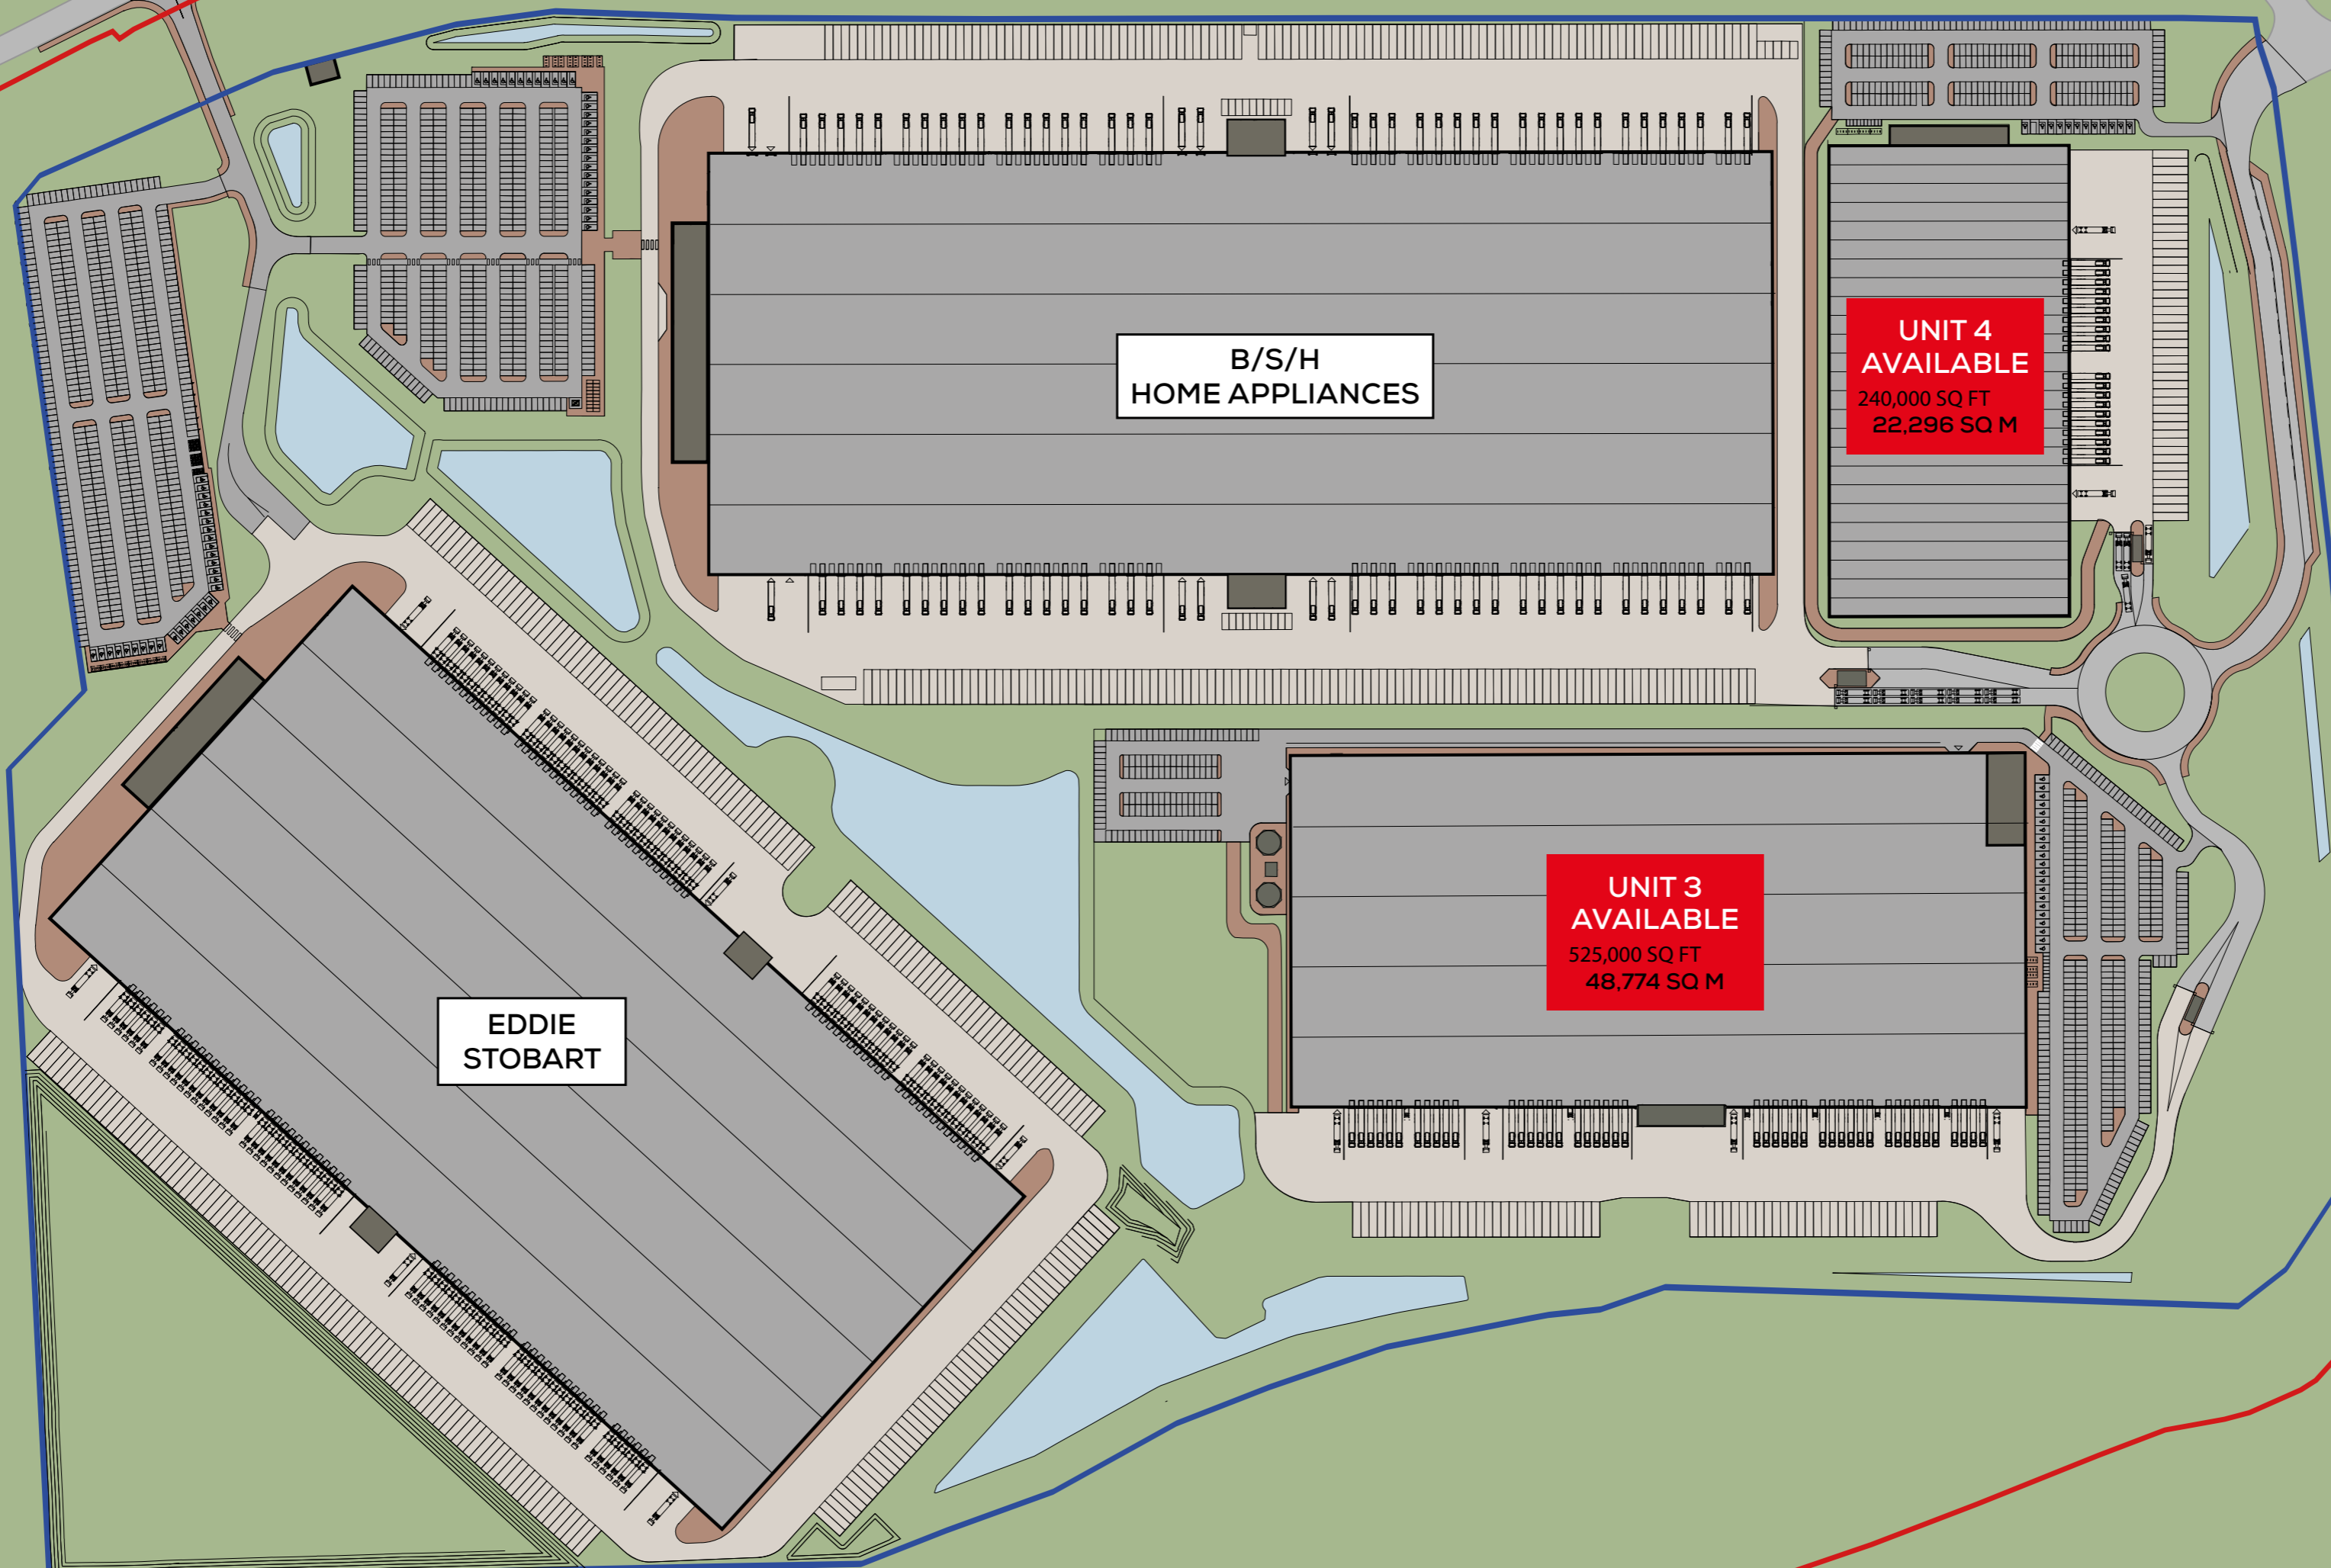 B/S/H
HOME APPLIANCES
UNIT 4
AVAILABLE
240,000 SQ FT
22,296 SQ M
UNIT 3
AVAILABLE
525,000 SQ FT
48,774 SQ M
EDDIE
STOBART